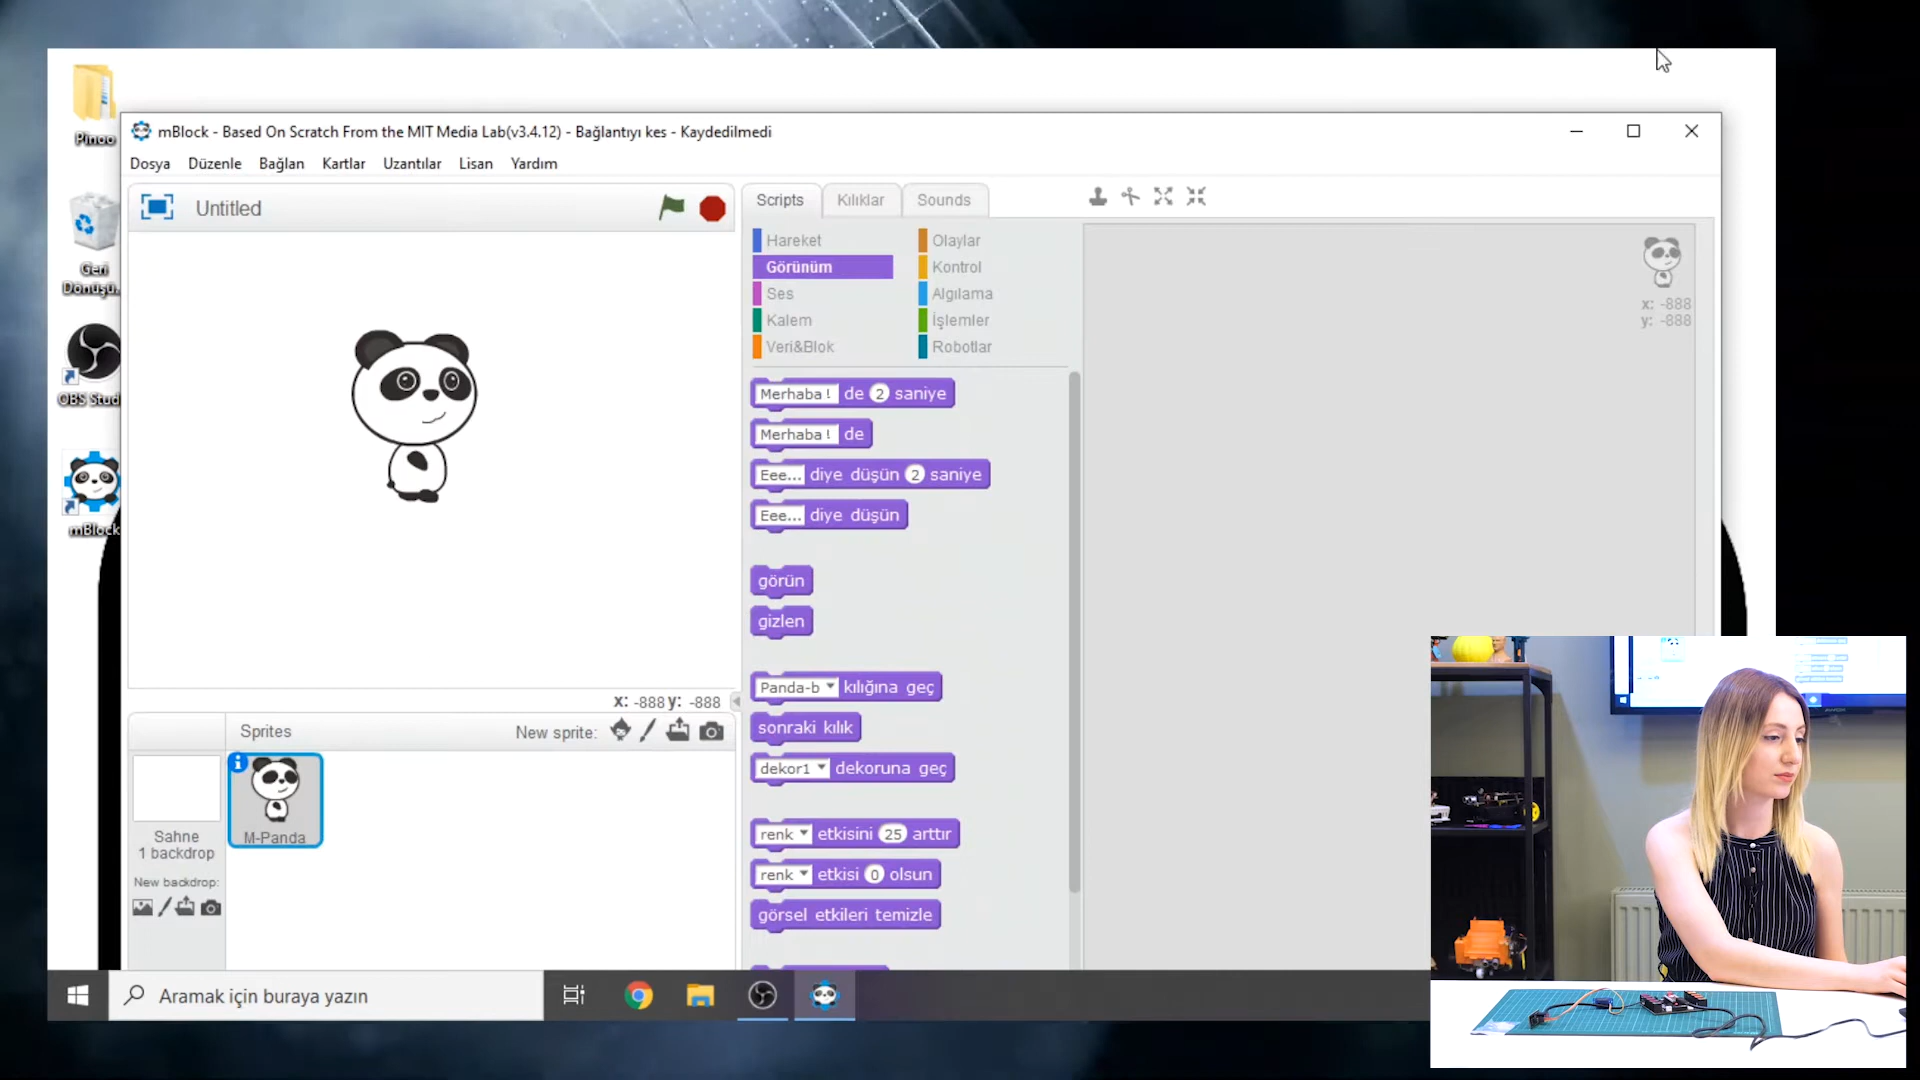 Pinoo
Geri
Dönüşü...
OBS Stud
mBlock
mBlock - Based On Scratch From the MIT Media Lab(v3.4.12) - Bağlantıyı kes - Kaydedilmedi
Dosya Düzenle Bağlan Kartlar Uzantılar Lisan Yardım
Untitled
x: -888 y: -888
Sprites New sprite:
Sahne
1 backdrop
New backdrop:
M-Panda
Scripts Kılıklar Sounds
Hareket Olaylar
Görünüm Kontrol
Ses Algılama
Kalem İşlemler
Veri&Blok Robotlar
Merhaba! de 2 saniye
Merhaba! de
Eee... diye düşün 2 saniye
Eee... diye düşün
görün
gizlen
Panda-b kılığına geç
sonraki kılık
dekor1 dekoruna geç
renk etkisini 25 arttır
renk etkisi 0 olsun
görsel etkileri temizle
x: -888
y: -888
Aramak için buraya yazın